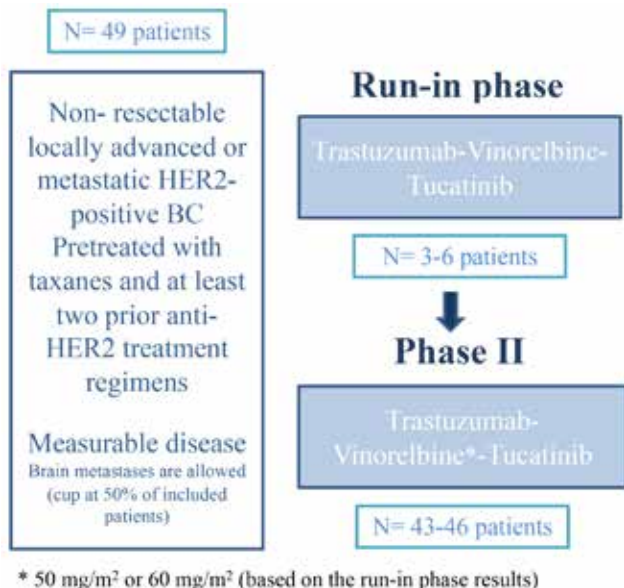 N= 49 patients
Non- resectable
locally advanced or
metastatic HER2-
positive BC
Pretreated with
taxanes and at least
two prior anti-
HER2 treatment
regimens
Measurable disease
Brain metastases are allowed
(cup at 50% of included
patients)
Run-in phase
Trastuzumab-Vinorelbine-
Tucatinib
N= 3-6 patients
Phase II
Trastuzumab-
Vinorelbine*-Tucatinib
N= 43-46 patients
* 50 mg/m² or 60 mg/m² (based on the run-in phase results)